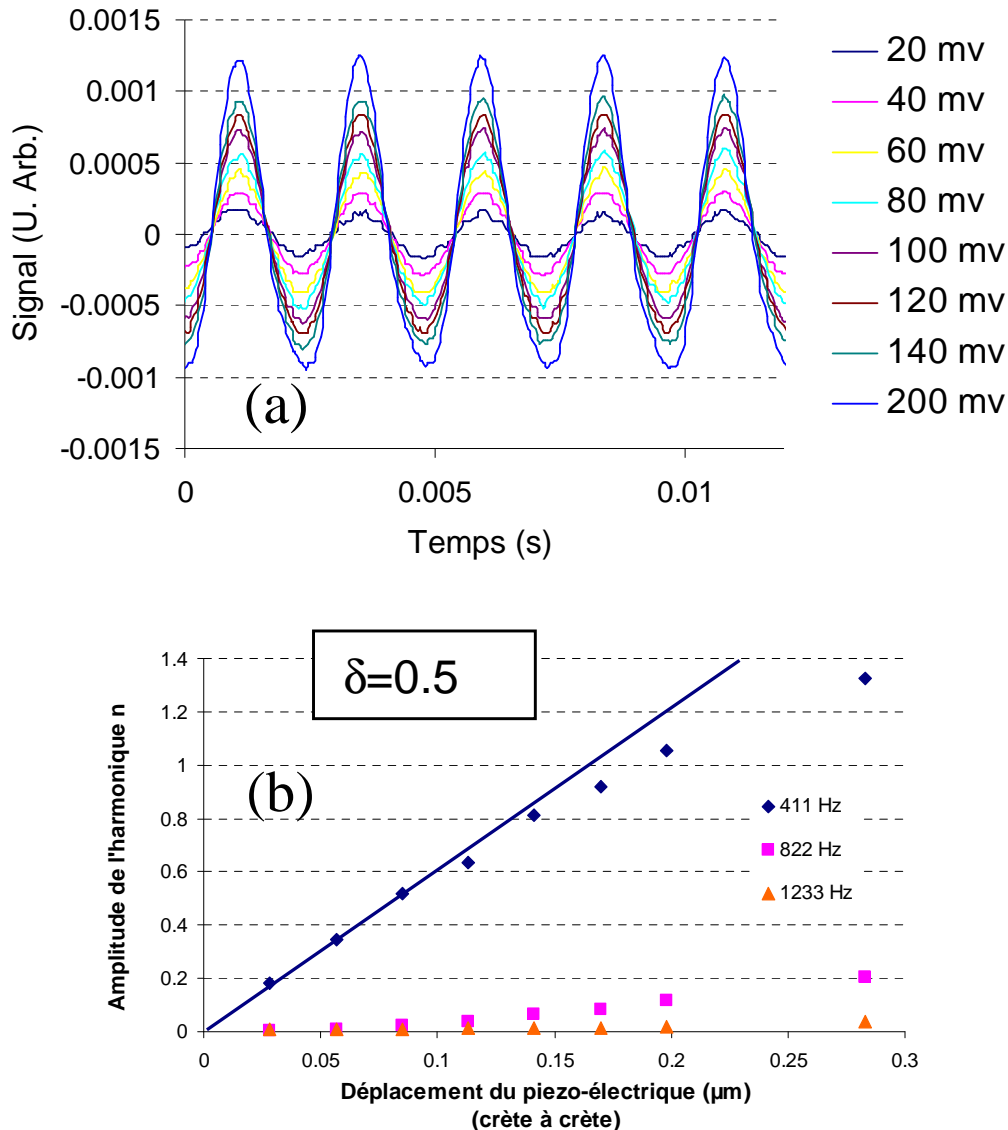 0.0015
0.001
0.0005
0
-0.0005
-0.001
-0.0015
Signal (U. Arb.)
(a)
0
0.005
0.01
Temps (s)
20 mv
40 mv
60 mv
80 mv
100 mv
120 mv
140 mv
200 mv
δ=0.5
1.4
1.2
1
0.8
0.6
0.4
0.2
0
Amplitude de l'harmonique n
(b)
411 Hz
822 Hz
1233 Hz
0
0.05
0.1
0.15
0.2
0.25
0.3
Déplacement du piezo-électrique (µm)
(crète à crète)